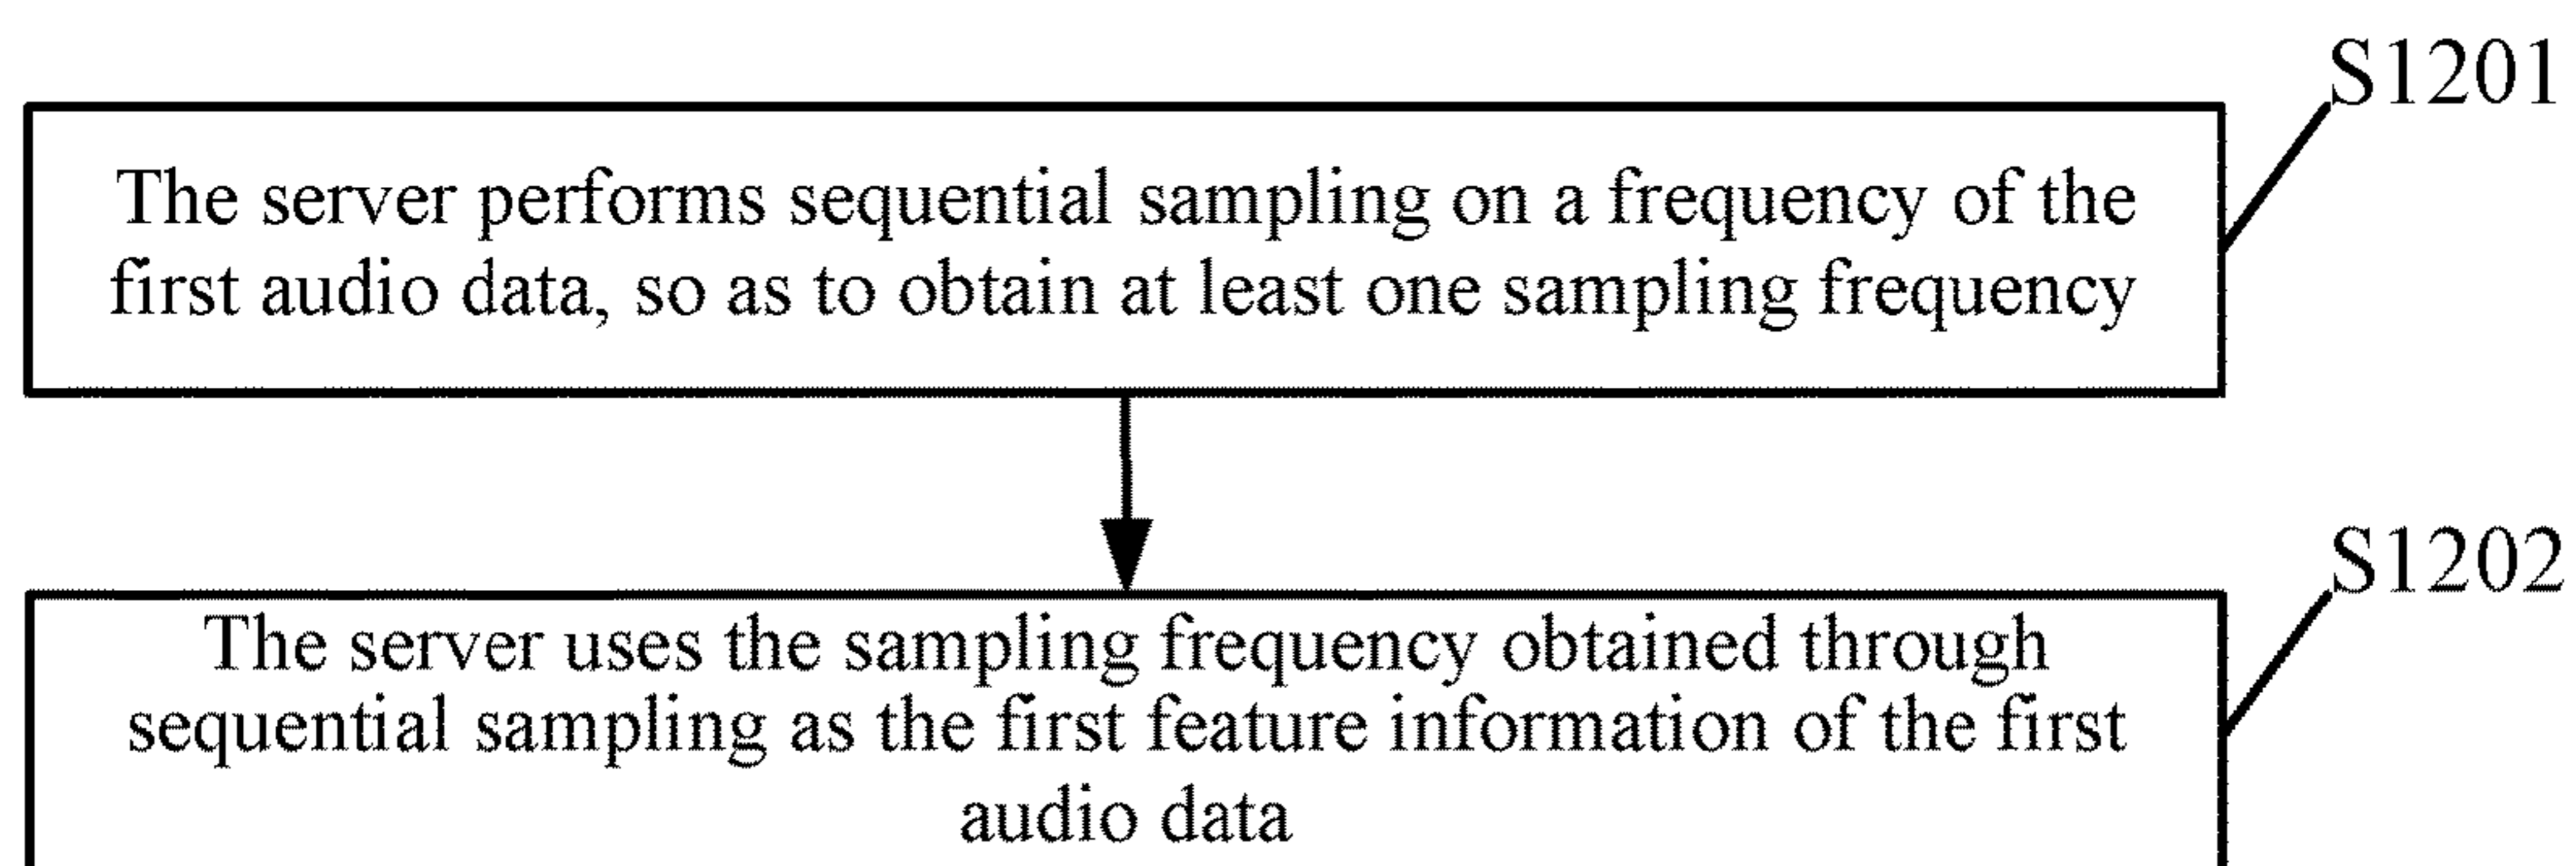 S1201
The server performs sequential sampling on a frequency of the
first audio data, so as to obtain at least one sampling frequency
S1202
The server uses the sampling frequency obtained through
sequential sampling as the first feature information of the first
audio data